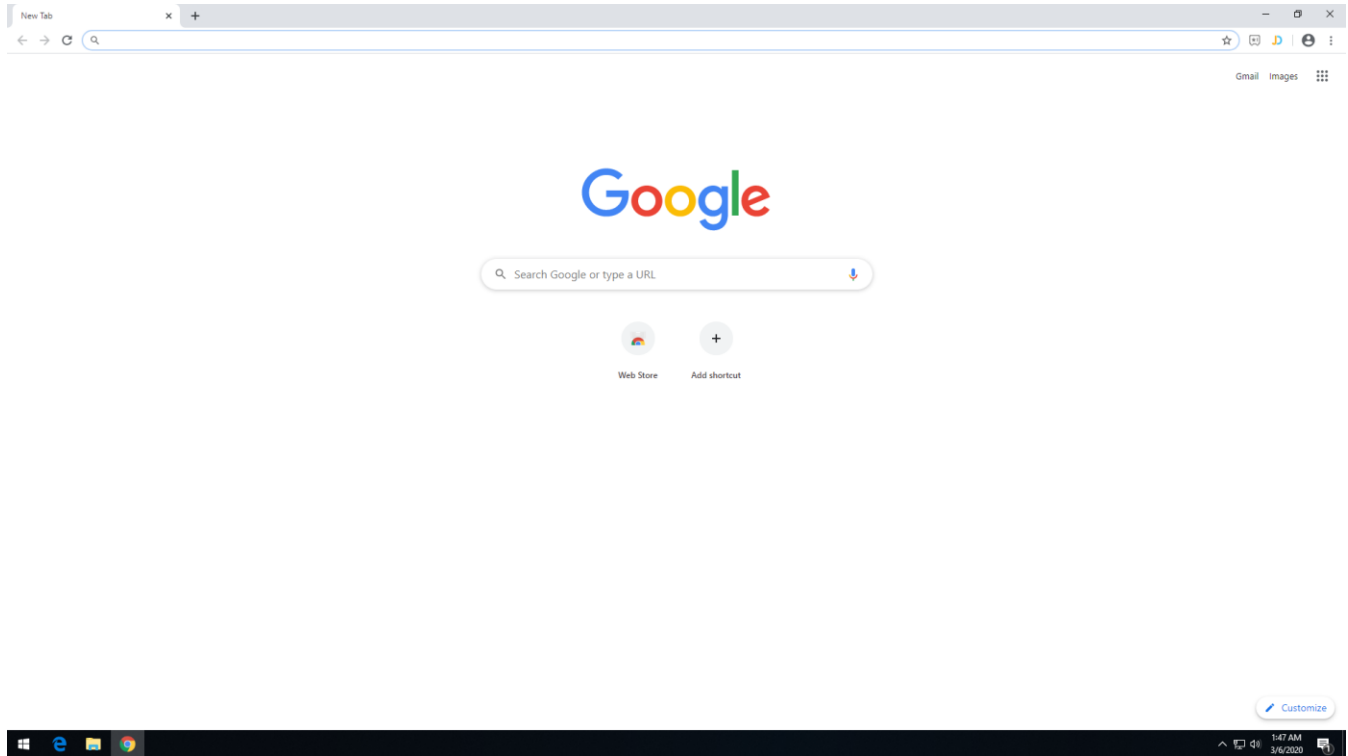 New Tab
Gmail Images
Google
Search Google or type a URL
Web Store Add shortcut
Customize
1:47 AM
3/6/2020